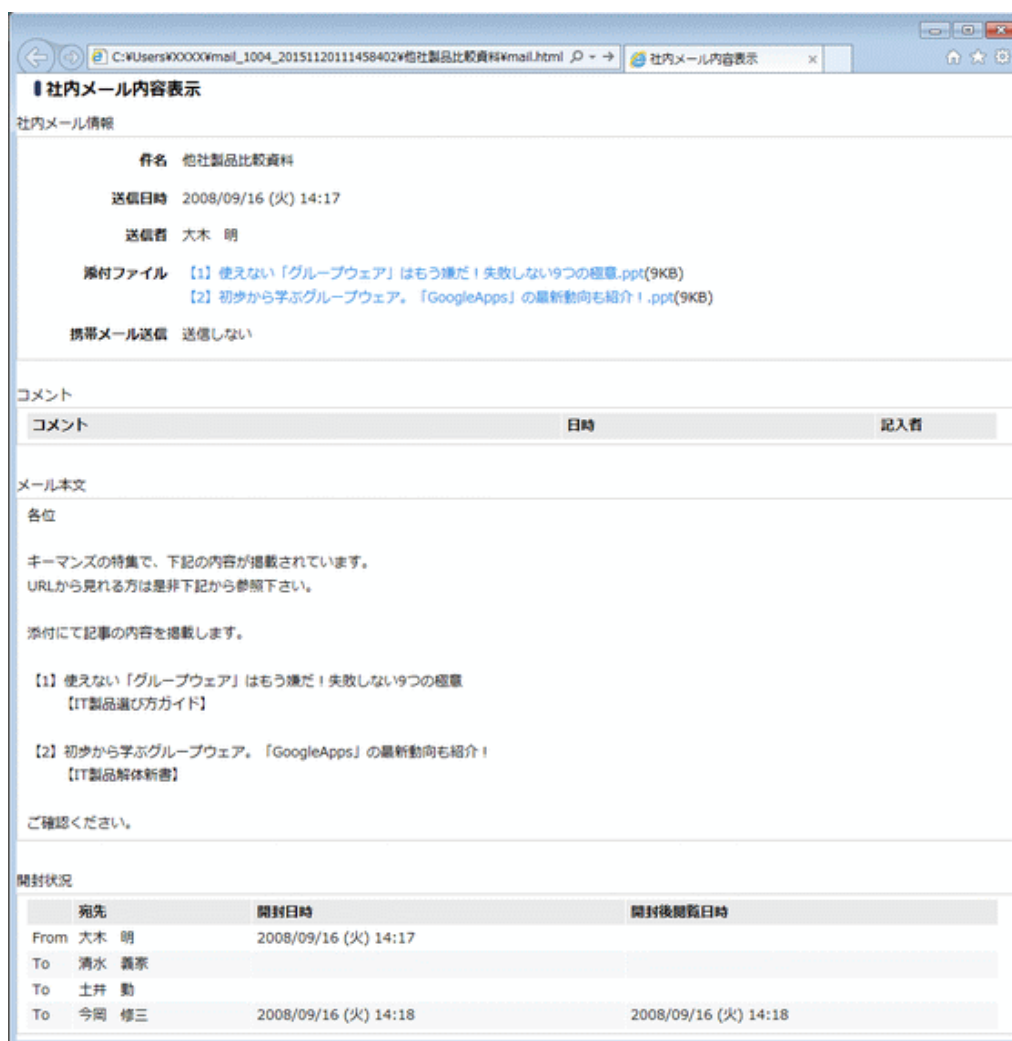 C:¥Users¥XXXX¥mail_1004_20151120111458402¥他社製品比較資料¥mail.html
社内メール内容表示
社内メール内容表示
社内メール情報
件名 他社製品比較資料
送信日時 2008/09/16 (火) 14:17
送信者 大木 明
添付ファイル 【1】使えない「グループウェア」はもう嫌だ！失敗しない9つの極意.ppt(9KB)
【2】初歩から学ぶグループウェア。「GoogleApps」の最新動向も紹介！.ppt(9KB)
携帯メール送信 送信しない
コメント
コメント 日時 記入者
メール本文
各位
キーマンズの特集で、下記の内容が掲載されています。
URLから見れる方は是非下記から参照下さい。
添付にて記事の内容を掲載します。
【1】使えない「グループウェア」はもう嫌だ！失敗しない9つの極意
【IT製品選び方ガイド】
【2】初歩から学ぶグループウェア。「GoogleApps」の最新動向も紹介！
【IT製品解体新書】
ご確認ください。
開封状況
宛先 開封日時 開封後閲覧日時
From 大木 明 2008/09/16 (火) 14:17
To 清水 義家
To 土井 勤
To 今岡 修三 2008/09/16 (火) 14:18 2008/09/16 (火) 14:18